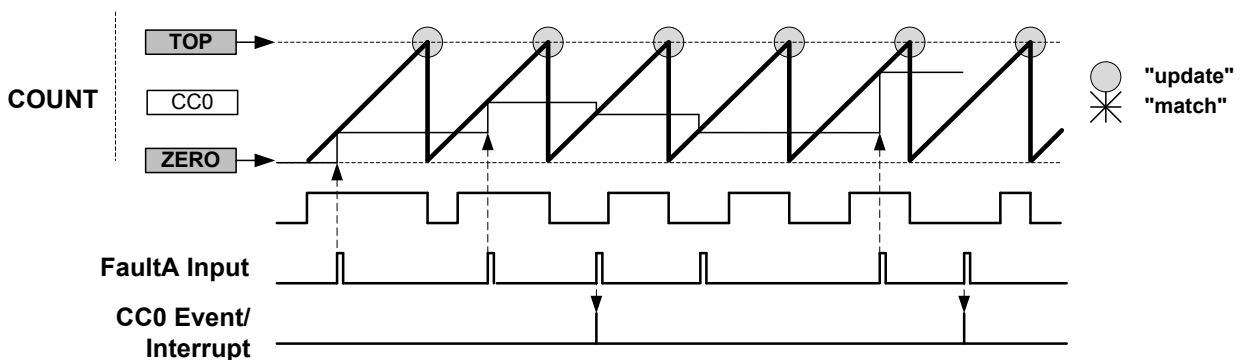 TOP
"update"
COUNT
CC0
"match"
ZERO
FaultA Input
CC0 Event/
Interrupt